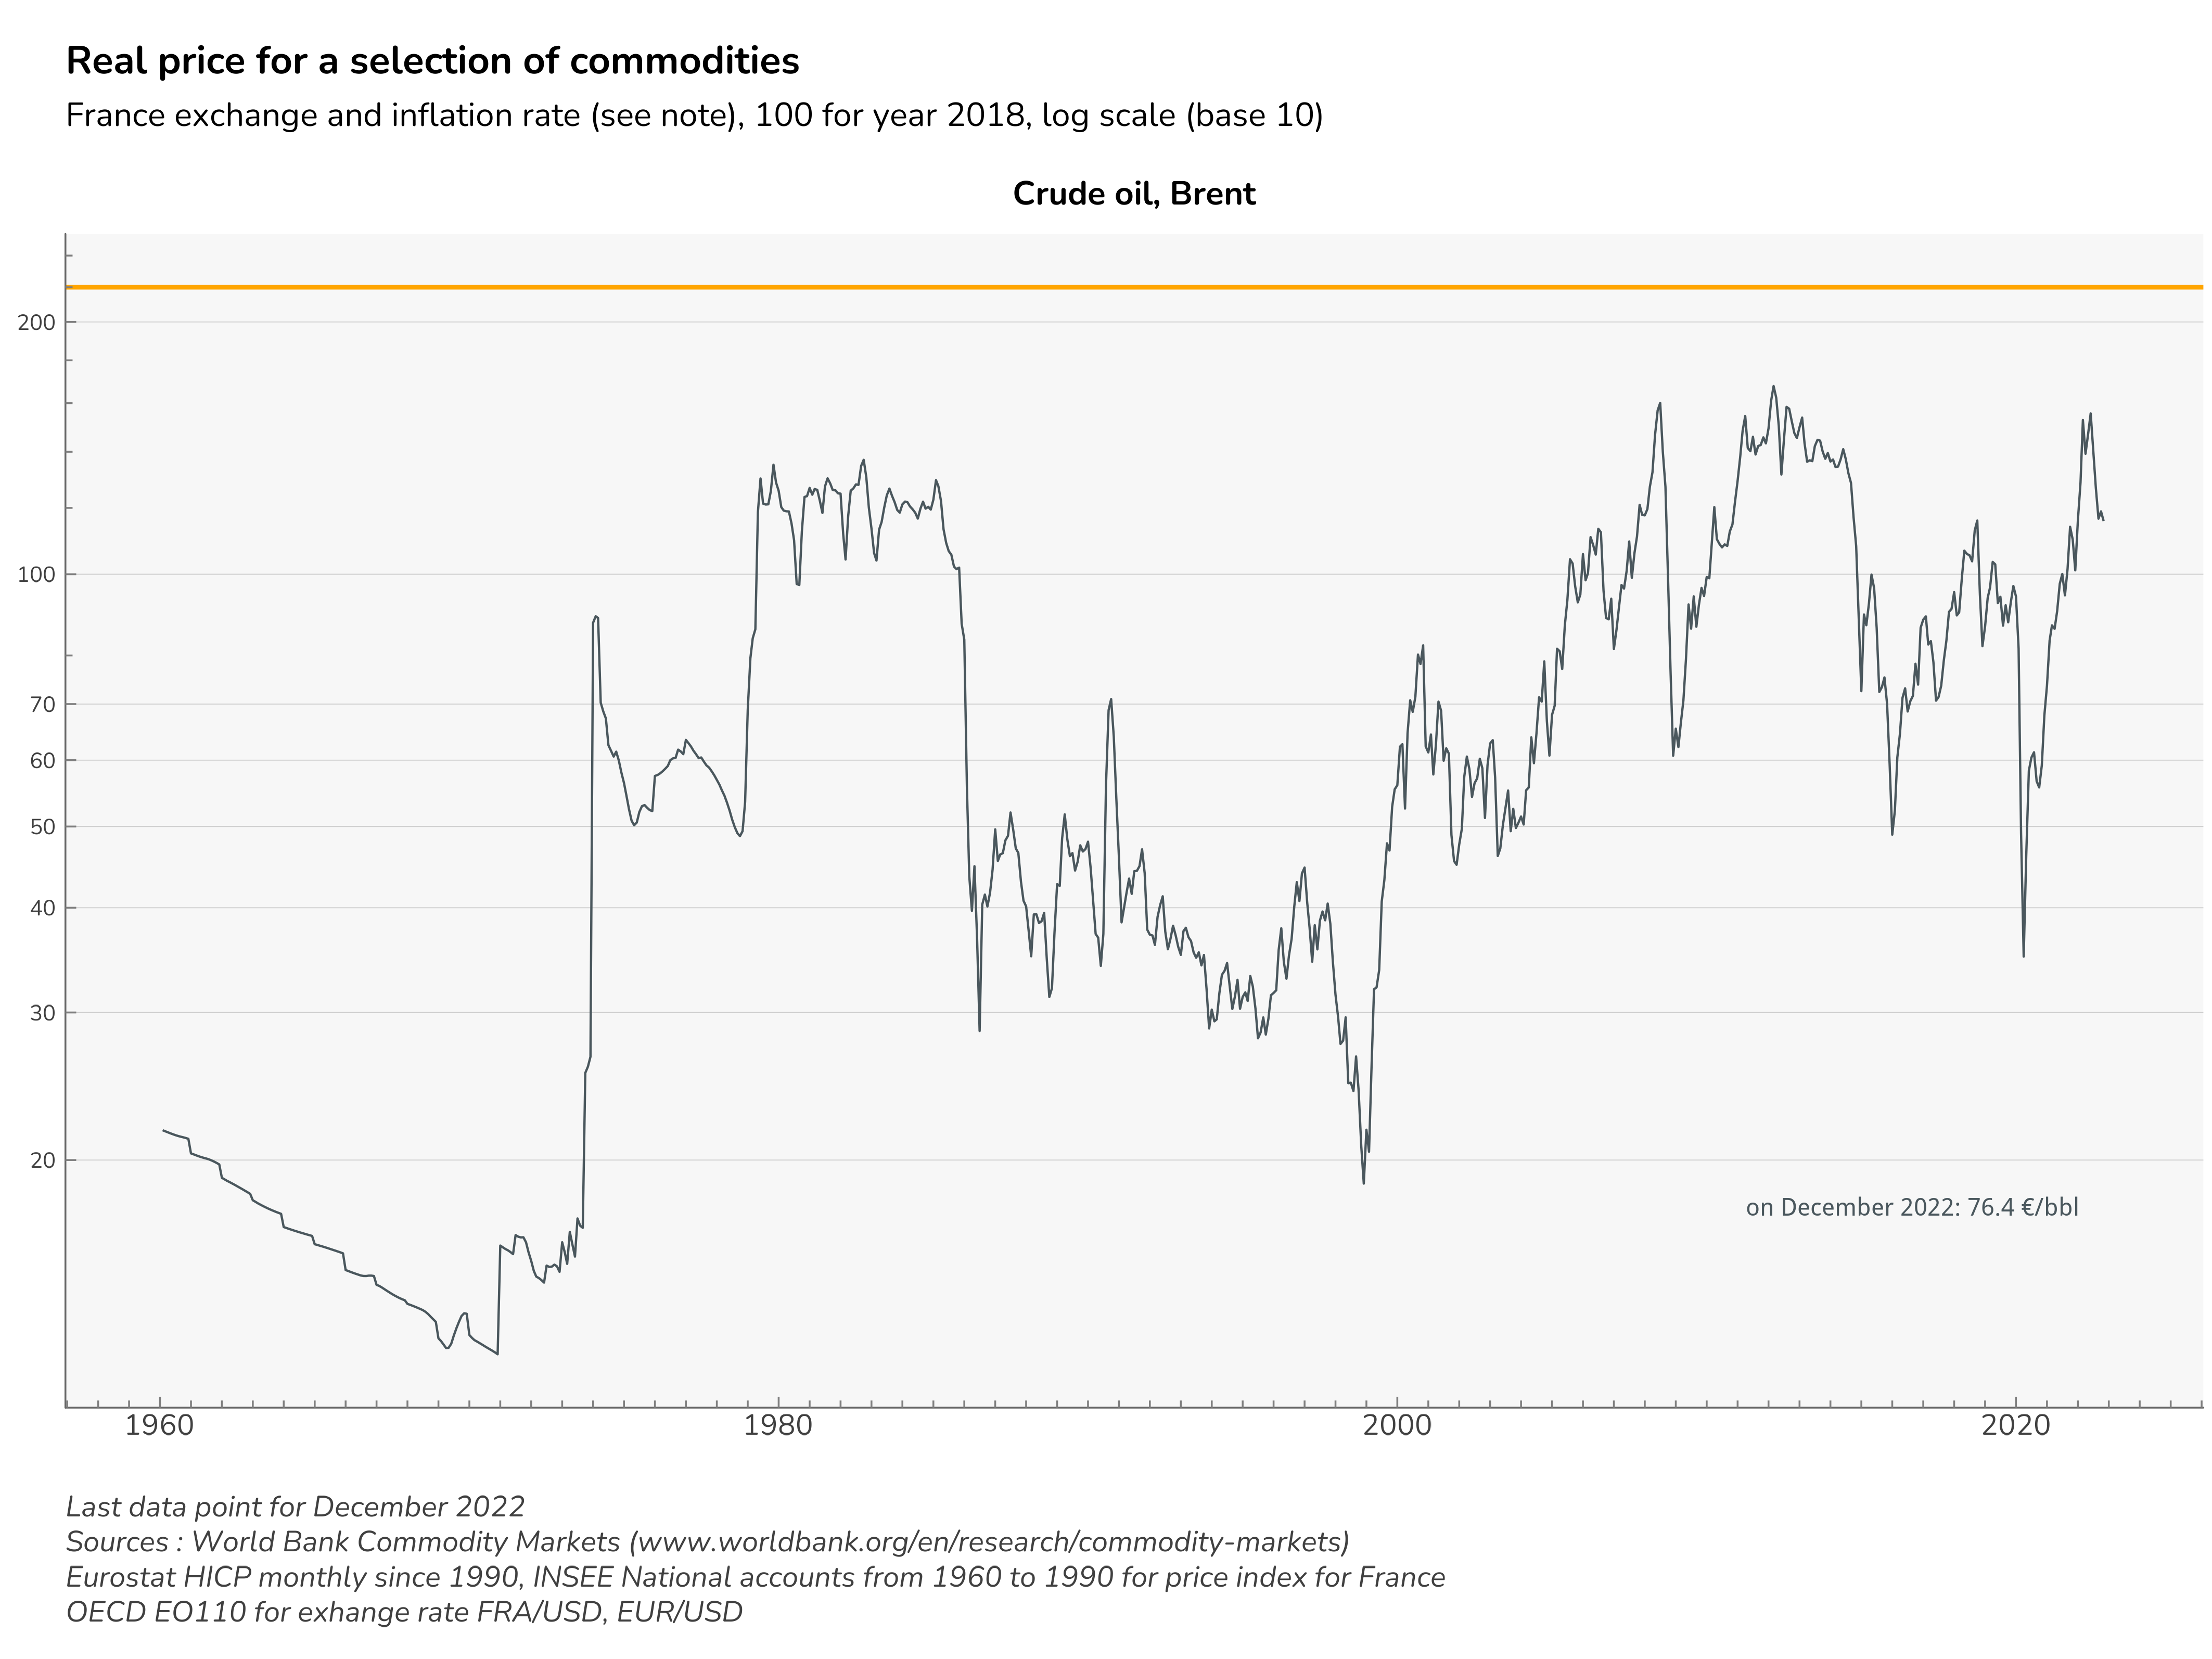 Real price for a selection of commodities
France exchange and inflation rate (see note), 100 for year 2018, log scale (base 10)
Crude oil, Brent
200
100
70
60
50
40
30
20
on December 2022: 76.4 €/bbl
1960 1980 2000 2020
Last data point for December 2022
Sources : World Bank Commodity Markets (www.worldbank.org/en/research/commodity-markets)
Eurostat HICP monthly since 1990, INSEE National accounts from 1960 to 1990 for price index for France
OECD EO110 for exhange rate FRA/USD, EUR/USD